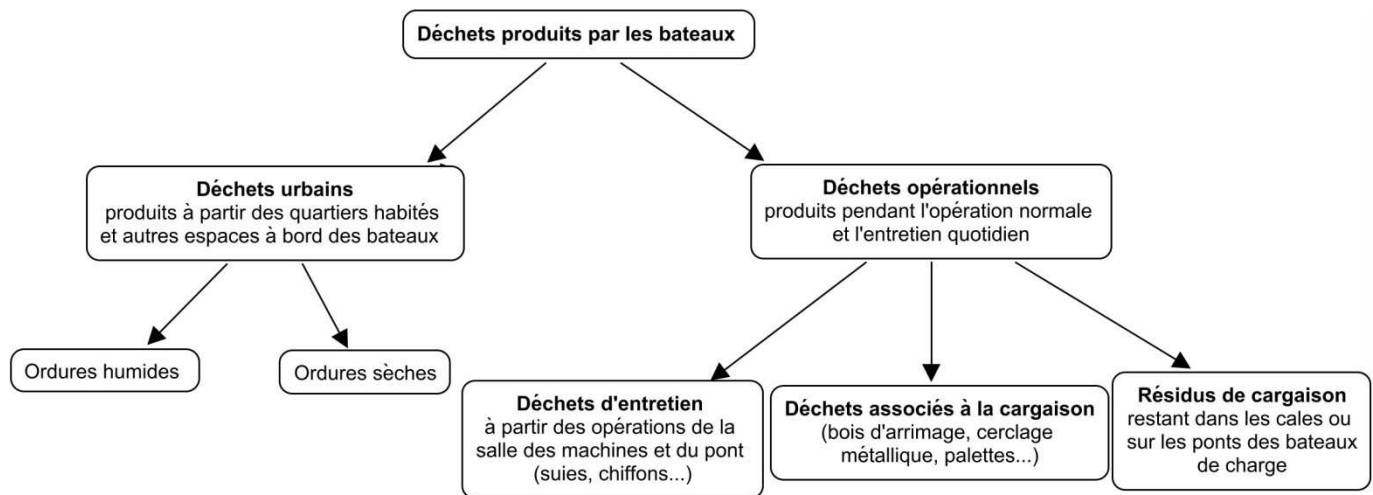 Déchets produits par les bateaux
Déchets urbains
produits à partir des quartiers habités
et autres espaces à bord des bateaux
Déchets opérationnels
produits pendant l'opération normale
et l'entretien quotidien
Ordures humides
Ordures sèches
Déchets d'entretien
à partir des opérations de la
salle des machines et du pont
(suies, chiffons...)
Déchets associés à la cargaison
(bois d'arrimage, cerclage
métallique, palettes...)
Résidus de cargaison
restant dans les cales ou
sur les ponts des bateaux
de charge